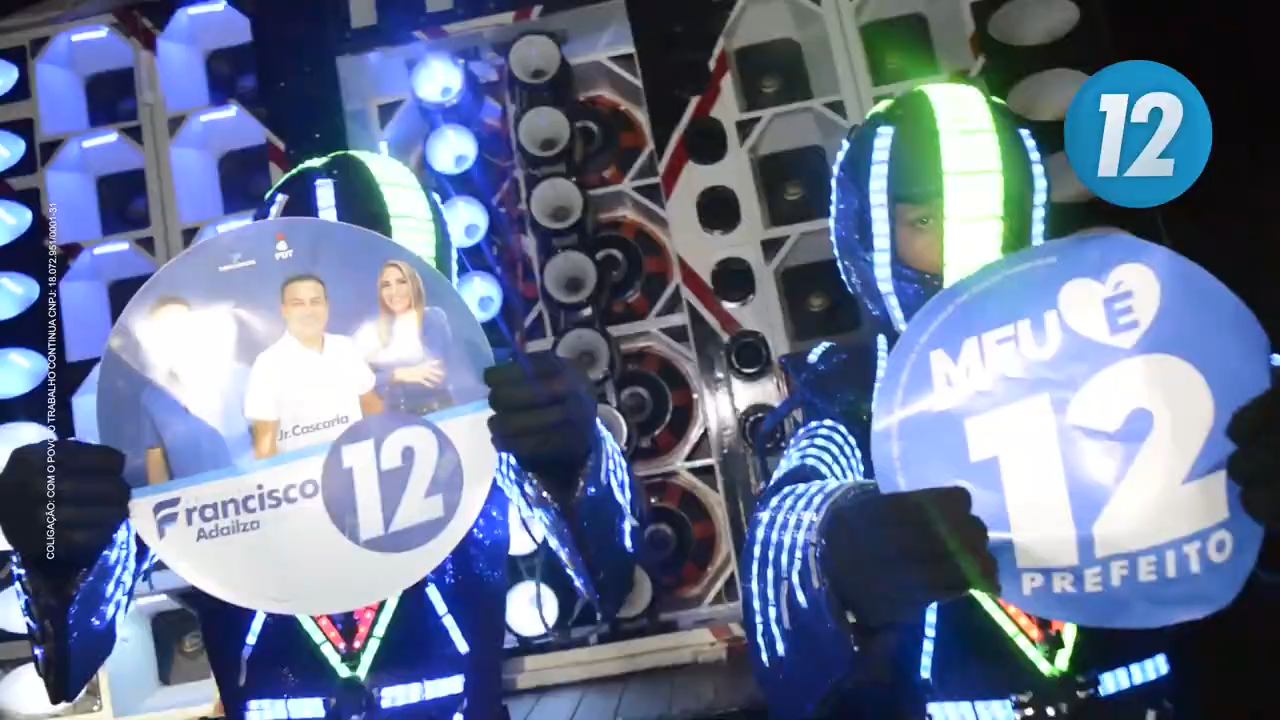 COLIGAÇÃO: COM O POVO O TRABALHO CONTINUA CNPJ: 18.072.951/0001-31
PDT
Jr.Cascaria
Francisco
Adailza
12
MEU É
12
PREFEITO
12